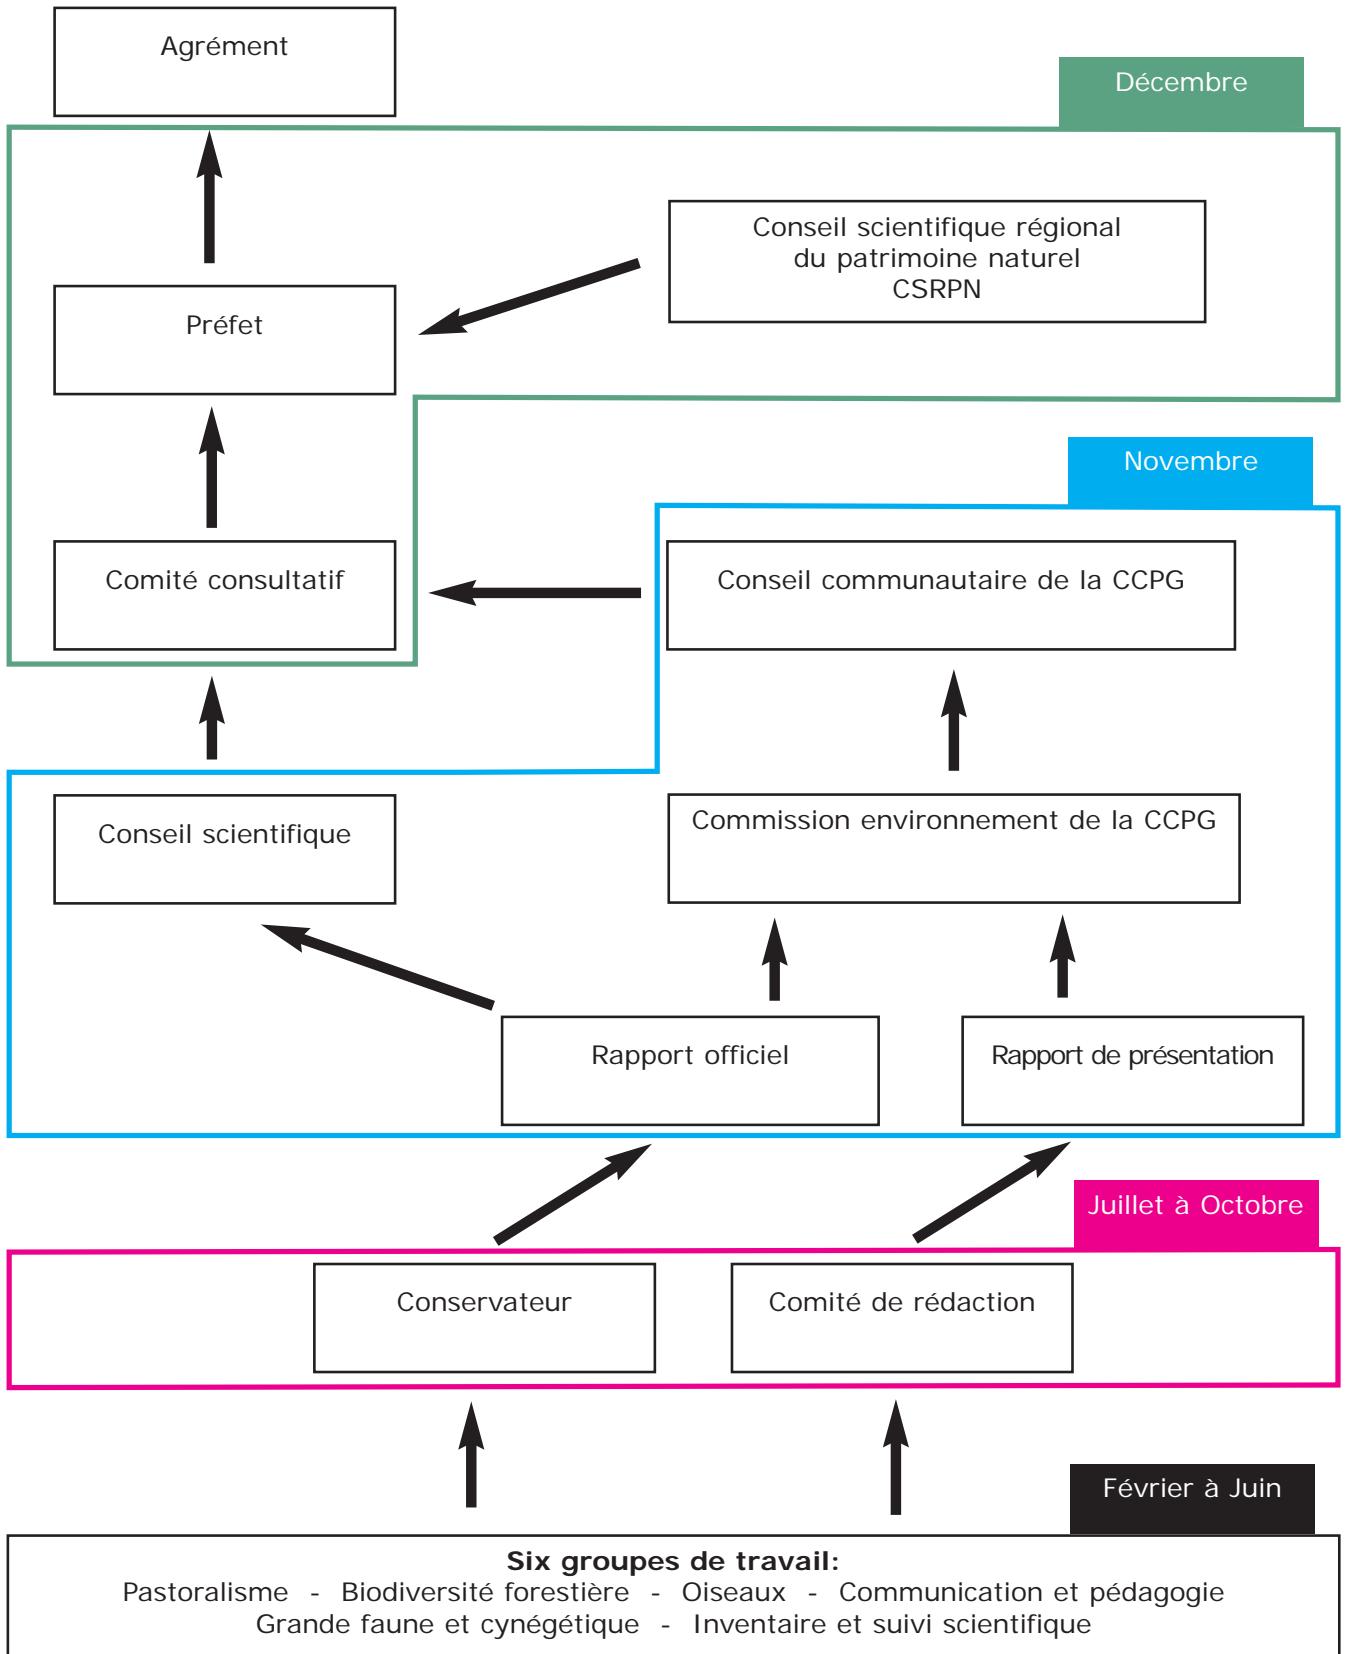 Agrément
Décembre
Conseil scientifique régional
du patrimoine naturel
CSRPN
Préfet
Novembre
Comité consultatif
Conseil communautaire de la CCPG
Conseil scientifique
Commission environnement de la CCPG
Rapport officiel
Rapport de présentation
Juillet à Octobre
Conservateur
Comité de rédaction
Février à Juin
Six groupes de travail:
Pastoralisme - Biodiversité forestière - Oiseaux - Communication et pédagogie
Grande faune et cynégétique - Inventaire et suivi scientifique